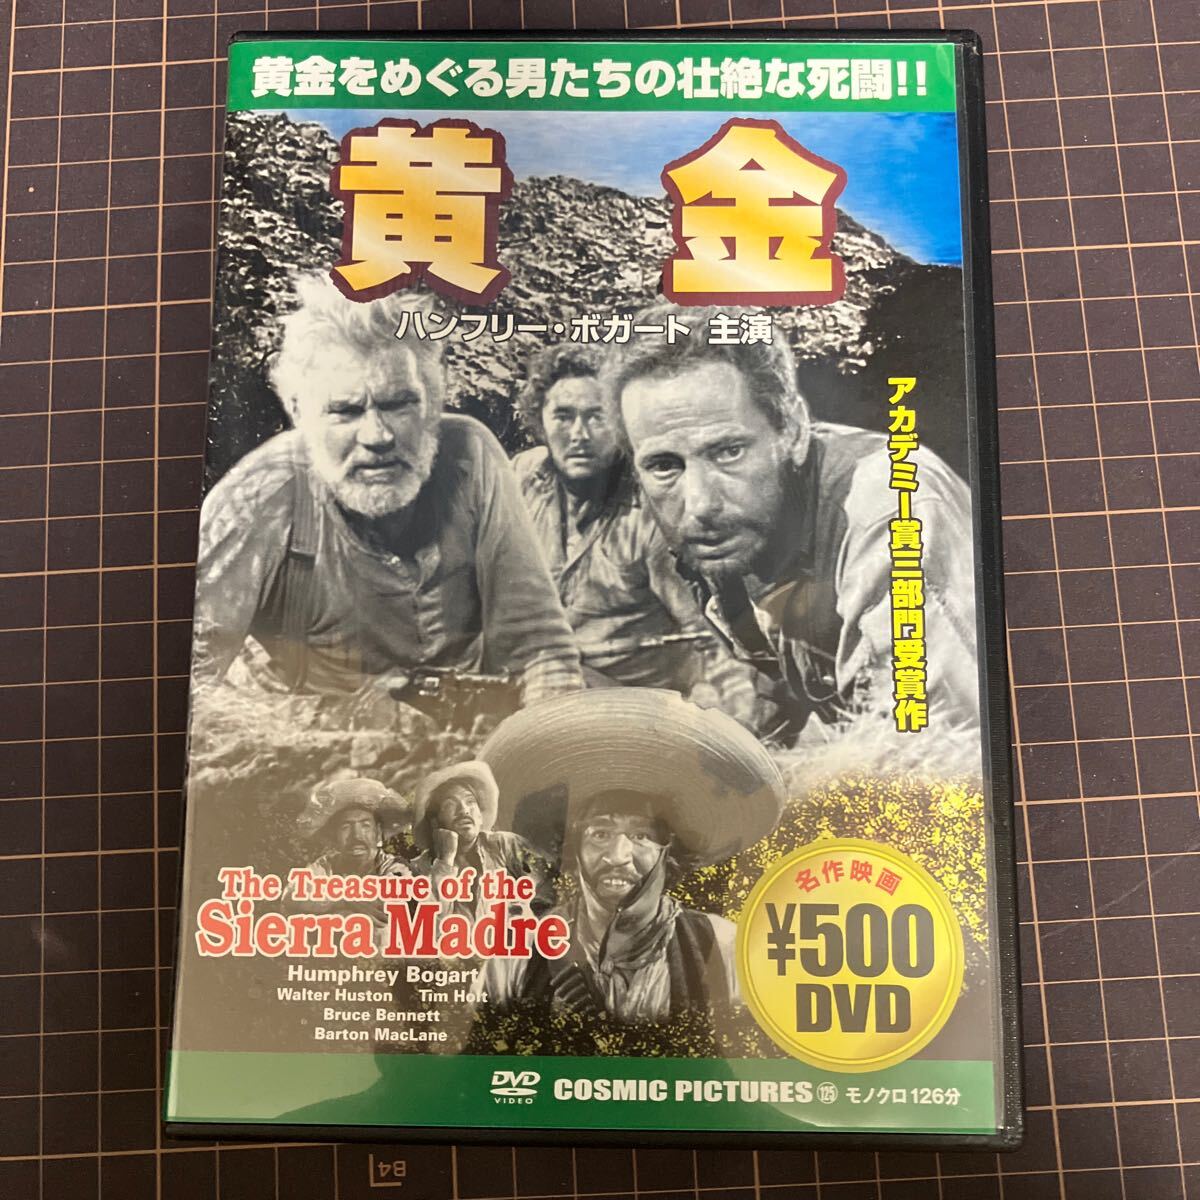 黄金をめぐる男たちの壮絶な死闘!!
黄金
ハンフリー・ボガート 主演
アカデミー賞三部門受賞作
The Treasure of the
Sierra Madre
Humphrey Bogart
Walter Huston Tim Holt
Bruce Bennett
Barton MacLane
名作映画
¥500
DVD
DVD
VIDEO
COSMIC PICTURES 125 モノクロ126分
B4